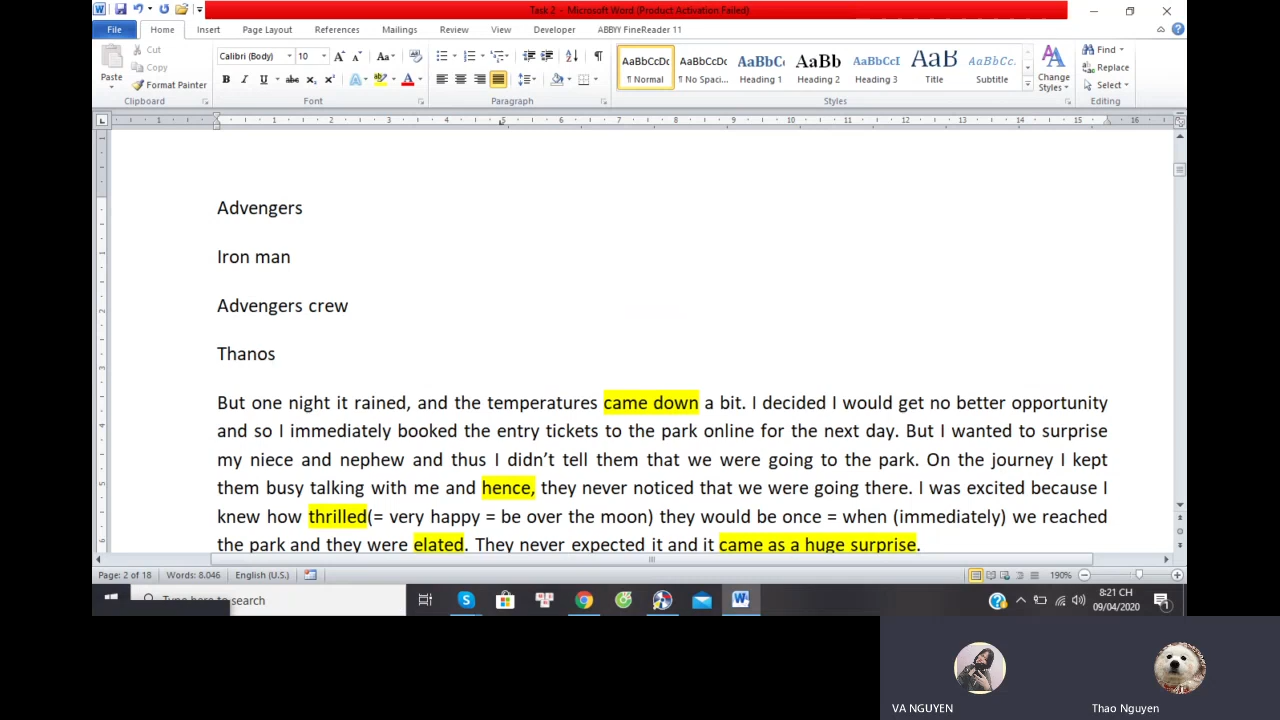 Task 2 - Microsoft Word (Product Activation Failed)
File Home Insert Page Layout References Mailings Review View Developer ABBYY FineReader 11
Paste
Cut
Copy
Format Painter
Clipboard
Calibri (Body) 10
Font
Paragraph
AaBbCcDc AaBbCcDc AaBbC AaBb AaBbCcI AaB AaBbCc.
¶ Normal ¶ No Spaci... Heading 1 Heading 2 Heading 3 Title Subtitle
Styles
Change
Styles
Find
Replace
Select
Editing
Advengers
Iron man
Advengers crew
Thanos
But one night it rained, and the temperatures came down a bit. I decided I would get no better opportunity
and so I immediately booked the entry tickets to the park online for the next day. But I wanted to surprise
my niece and nephew and thus I didn’t tell them that we were going to the park. On the journey I kept
them busy talking with me and hence, they never noticed that we were going there. I was excited because I
knew how thrilled(= very happy = be over the moon) they would be once = when (immediately) we reached
the park and they were elated. They never expected it and it came as a huge surprise.
Page: 2 of 18 Words: 8.046 English (U.S.) 190%
Type here to search
8:21 CH
09/04/2020
VA NGUYEN Thao Nguyen